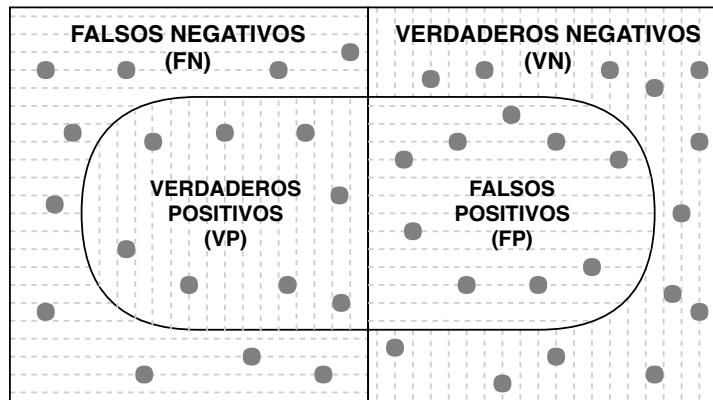 FALSOS NEGATIVOS
(FN)
VERDADEROS NEGATIVOS
(VN)
VERDADEROS
POSITIVOS
(VP)
FALSOS
POSITIVOS
(FP)